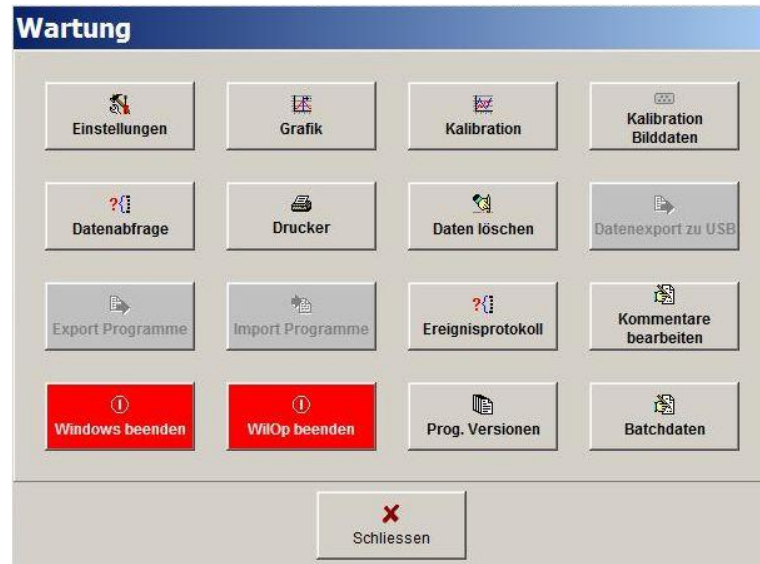 Wartung
Einstellungen
Grafik
Kalibration
Kalibration
Bilddaten
Datenabfrage
Drucker
Daten löschen
Datenexport zu USB
Export Programme
Import Programme
Ereignisprotokoll
Kommentare
bearbeiten
Windows beenden
WilOp beenden
Prog. Versionen
Batchdaten
Schliessen